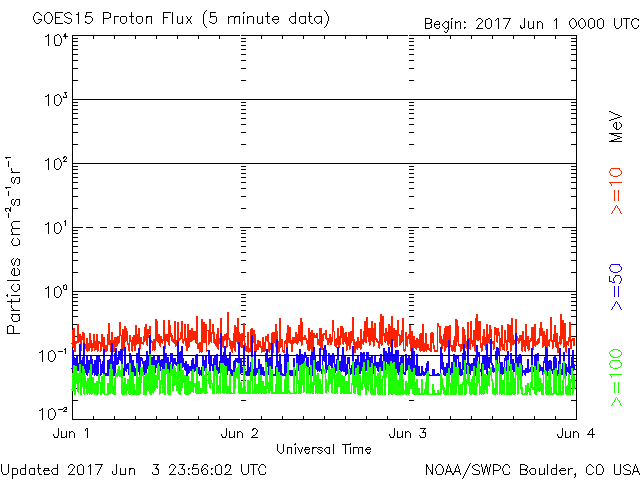 GOES15 Proton Flux (5 minute data) Begin: 2017 Jun 1 0000 UTC
10⁴
10³
10²
10¹
10⁰
10⁻¹
10⁻²
Particles cm⁻²s⁻¹sr⁻¹
MeV
>=10
>=50
>=100
Jun 1 Jun 2 Jun 3 Jun 4
Universal Time
Updated 2017 Jun 3 23:56:02 UTC NOAA/SWPC Boulder, CO USA